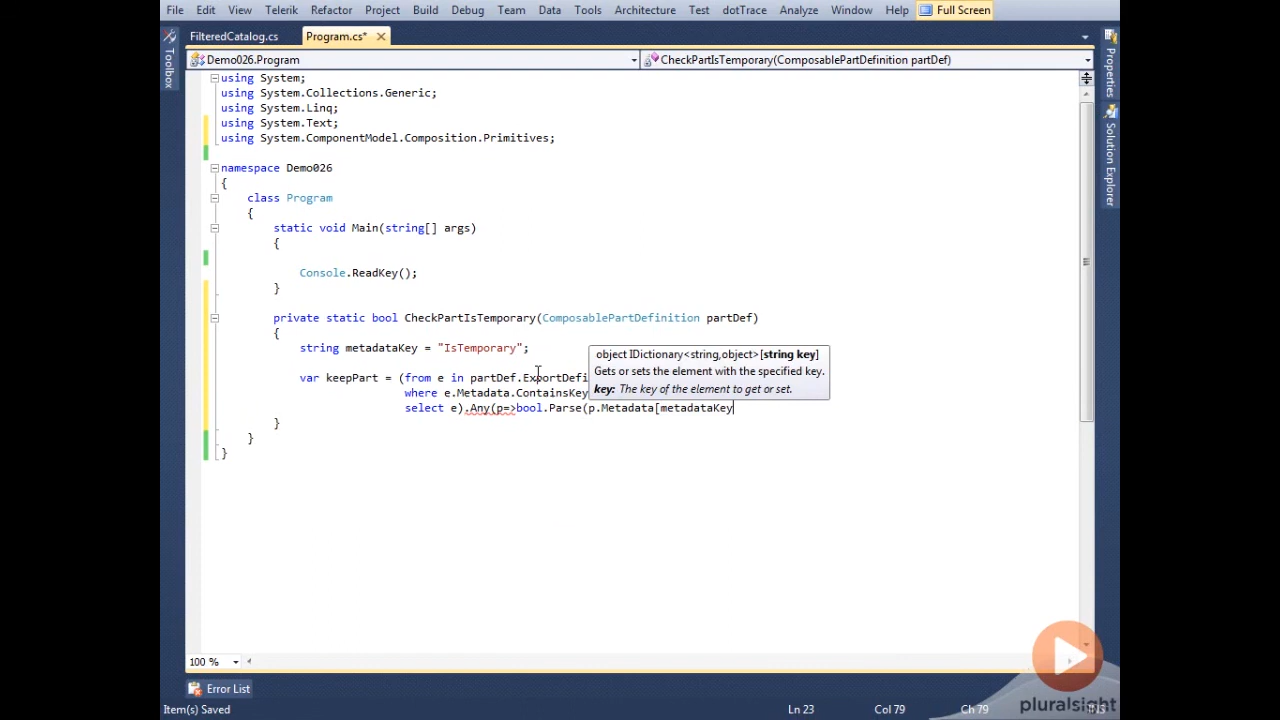 File Edit View Telerik Refactor Project Build Debug Team Data Tools Architecture Test dotTrace Analyze Window Help Full Screen
FilteredCatalog.cs Program.cs*
Toolbox
Properties
Solution Explorer
Demo026.Program CheckPartIsTemporary(ComposablePartDefinition partDef)
using System;
using System.Collections.Generic;
using System.Linq;
using System.Text;
using System.ComponentModel.Composition.Primitives;
namespace Demo026
{
class Program
{
static void Main(string[] args)
{
Console.ReadKey();
}
private static bool CheckPartIsTemporary(ComposablePartDefinition partDef)
{
string metadataKey = "IsTemporary";
object IDictionary<string,object>[string key]
Gets or sets the element with the specified key.
key: The key of the element to get or set.
var keepPart = (from e in partDef.ExportDefi
where e.Metadata.ContainsKey
select e).Any(p=>bool.Parse(p.Metadata[metadataKey
}
}
}
100 %
Error List
Item(s) Saved Ln 23 Col 79 Ch 79
pluralsight